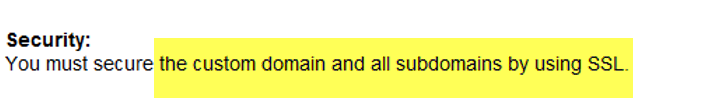 Security:
You must secure the custom domain and all subdomains by using SSL.